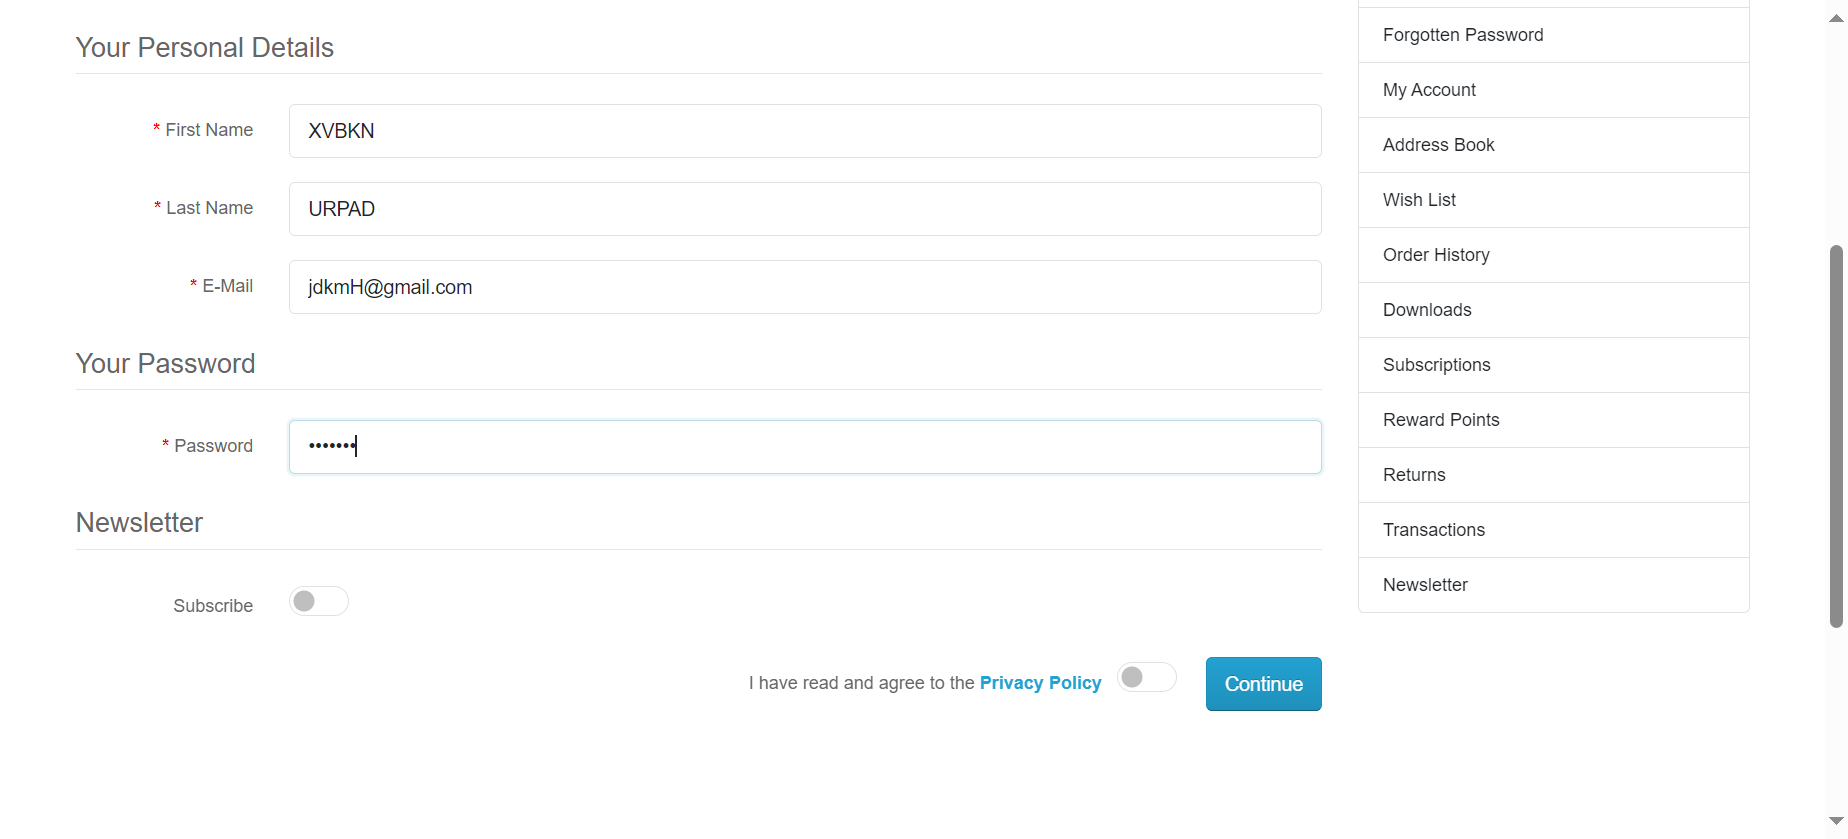 Your Personal Details
* First Name
XVBKN
* Last Name
URPAD
* E-Mail
jdkmH@gmail.com
Your Password
* Password
•••••••
Newsletter
Subscribe
I have read and agree to the Privacy Policy
Continue
Forgotten Password
My Account
Address Book
Wish List
Order History
Downloads
Subscriptions
Reward Points
Returns
Transactions
Newsletter